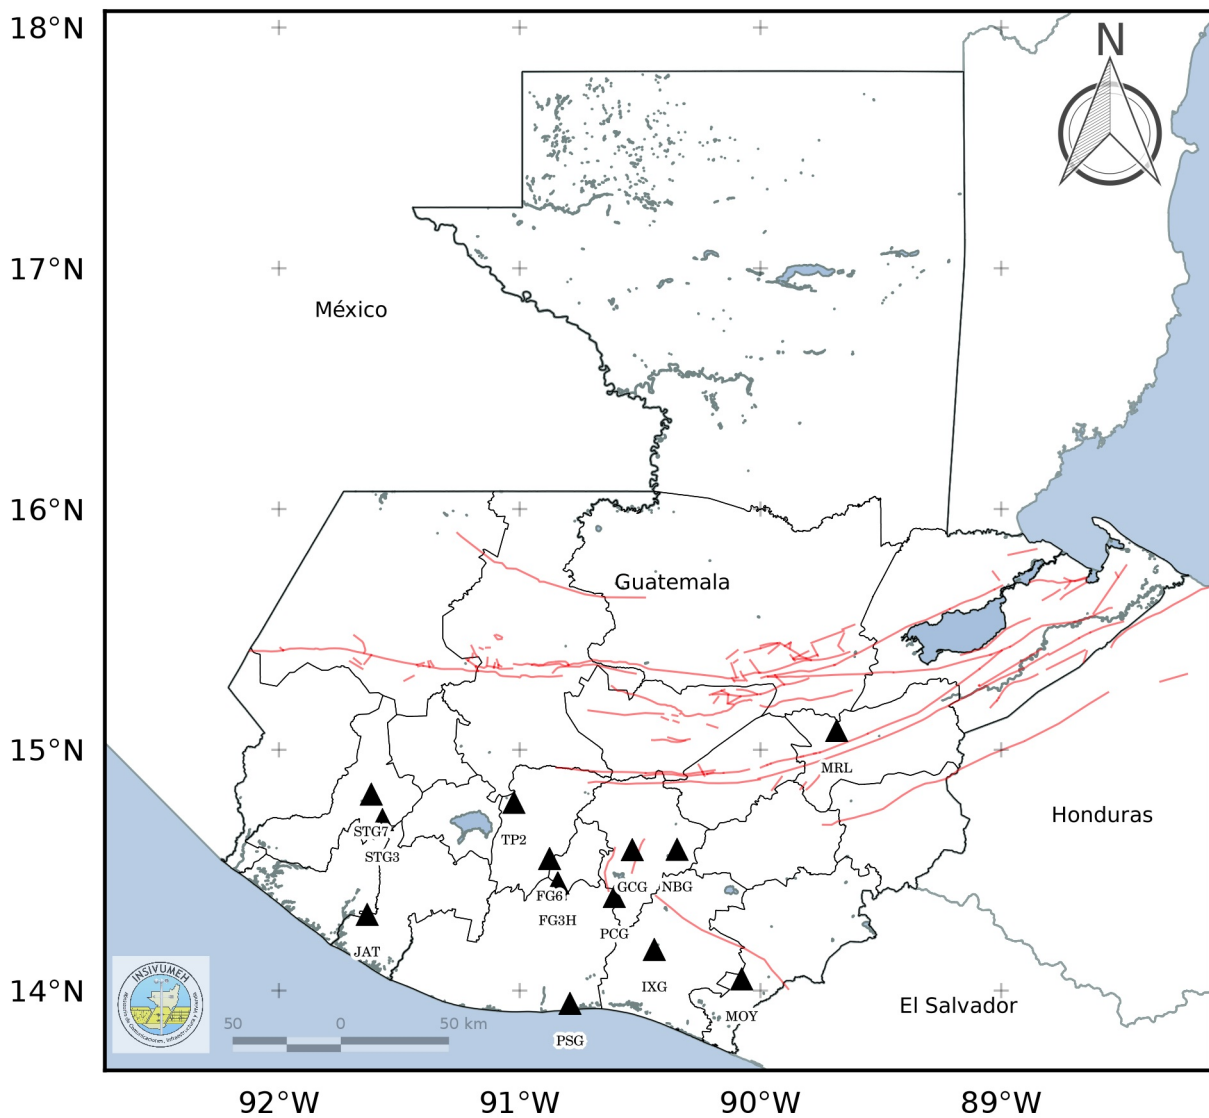 18°N
N
17°N
México
16°N
Guatemala
15°N
MRL
Honduras
STG7
TP2
STG3
FG6
GCG
NBG
FG3H
PCG
JAT
IXG
14°N
El Salvador
MOY
INSIVUMEH
50 0 50 km
PSG
92°W 91°W 90°W 89°W